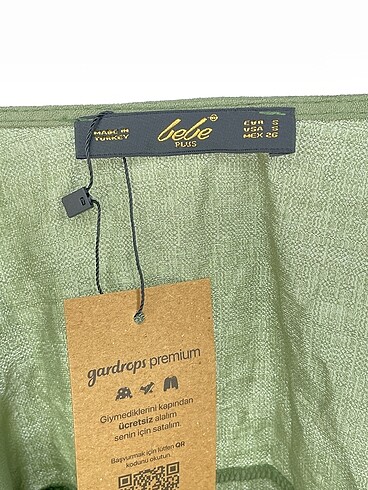 MADE IN
TURKEY
bebe
PLUS
EUR S
USA S
MEX 26
gardrops premium
Giymediklerini kapından
ücretsiz alalım
senin için satalım.
Başvurmak için lütfen QR
kodunu okutun.